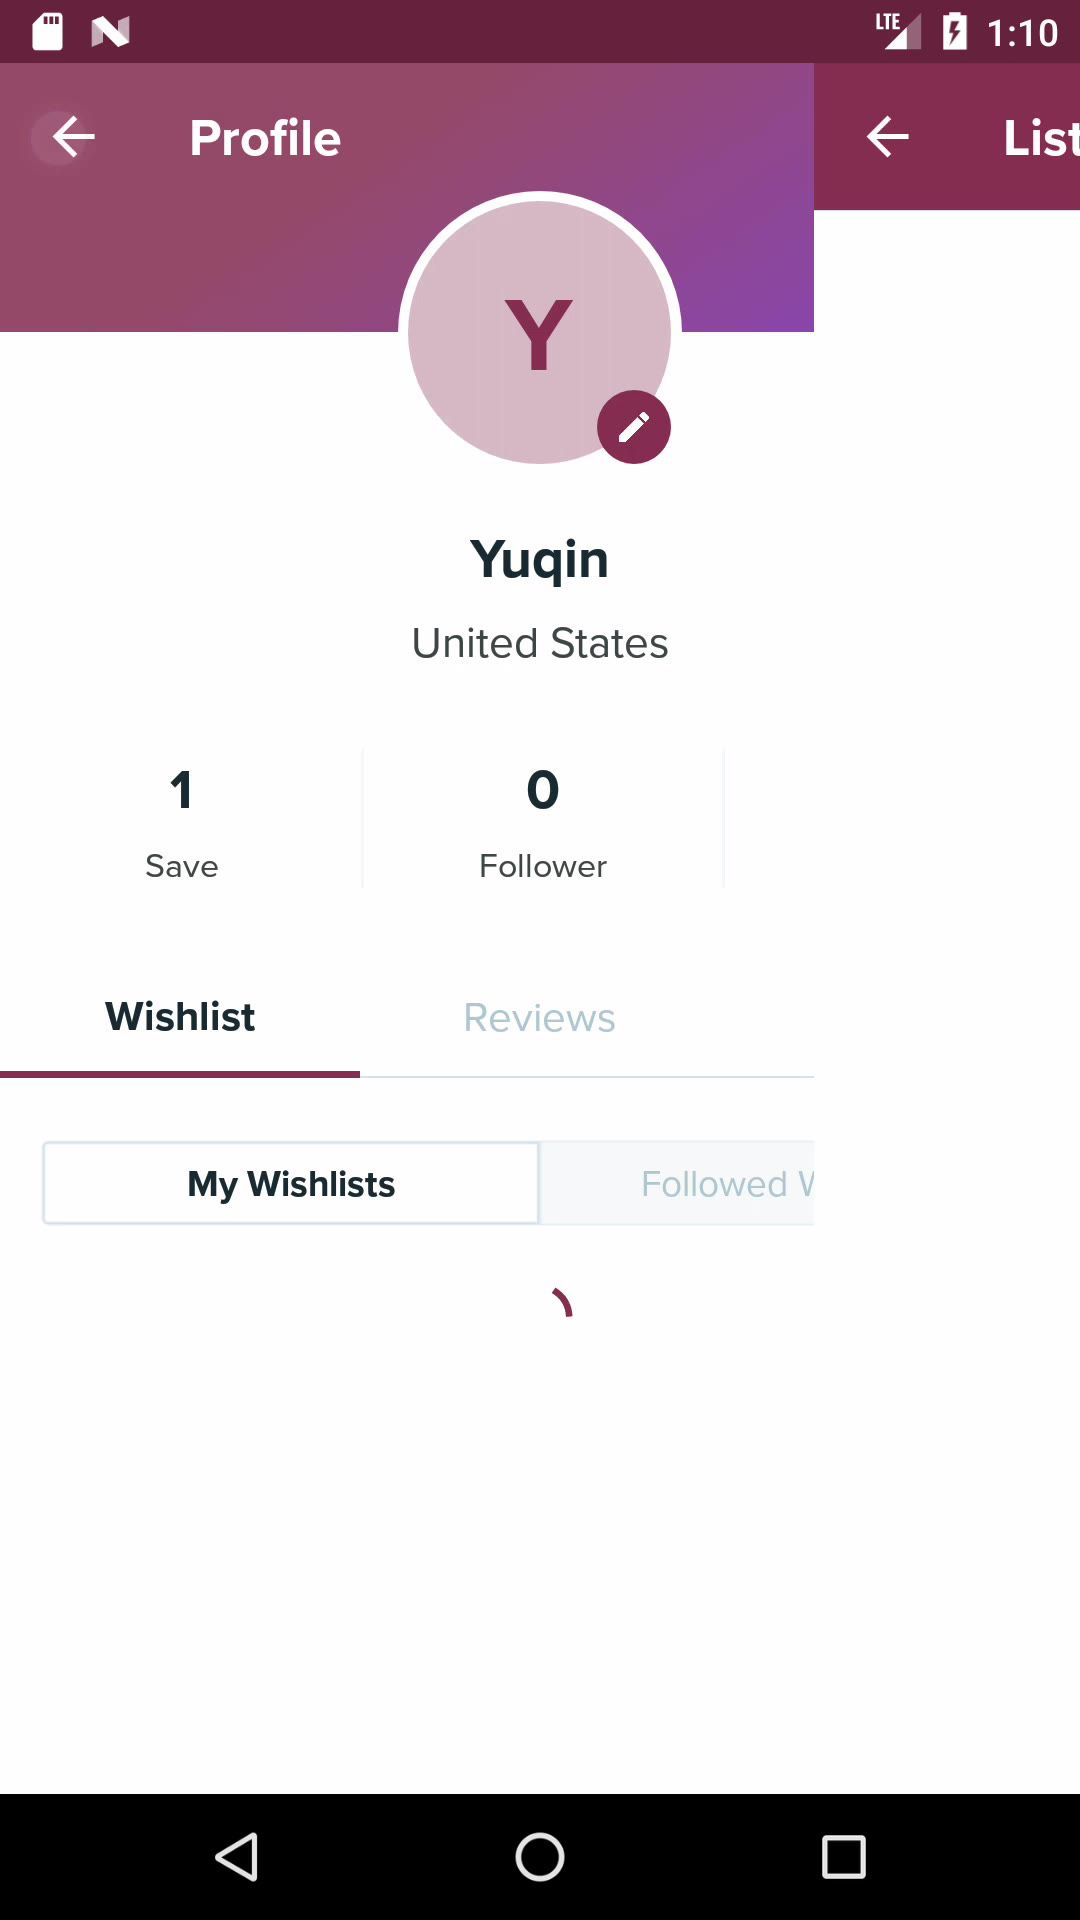 LTE 1:10
Profile
List
Y
Yuqin
United States
1 0
Save Follower
Wishlist Reviews
My Wishlists Followed W